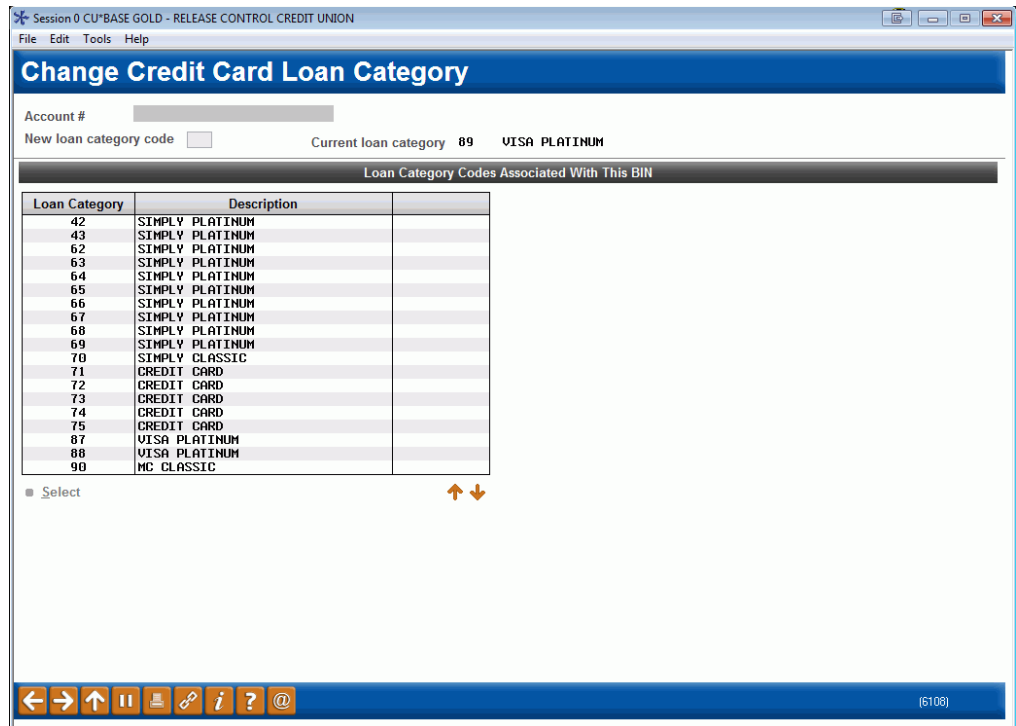 Session 0 CU*BASE GOLD - RELEASE CONTROL CREDIT UNION
File Edit Tools Help
Change Credit Card Loan Category
Account #
New loan category code Current loan category 89 VISA PLATINUM
Loan Category Codes Associated With This BIN
Loan Category Description
42 SIMPLY PLATINUM
43 SIMPLY PLATINUM
62 SIMPLY PLATINUM
63 SIMPLY PLATINUM
64 SIMPLY PLATINUM
65 SIMPLY PLATINUM
66 SIMPLY PLATINUM
67 SIMPLY PLATINUM
68 SIMPLY PLATINUM
69 SIMPLY PLATINUM
70 SIMPLY CLASSIC
71 CREDIT CARD
72 CREDIT CARD
73 CREDIT CARD
74 CREDIT CARD
75 CREDIT CARD
87 VISA PLATINUM
88 VISA PLATINUM
90 MC CLASSIC
Select
i ? @ (6108)